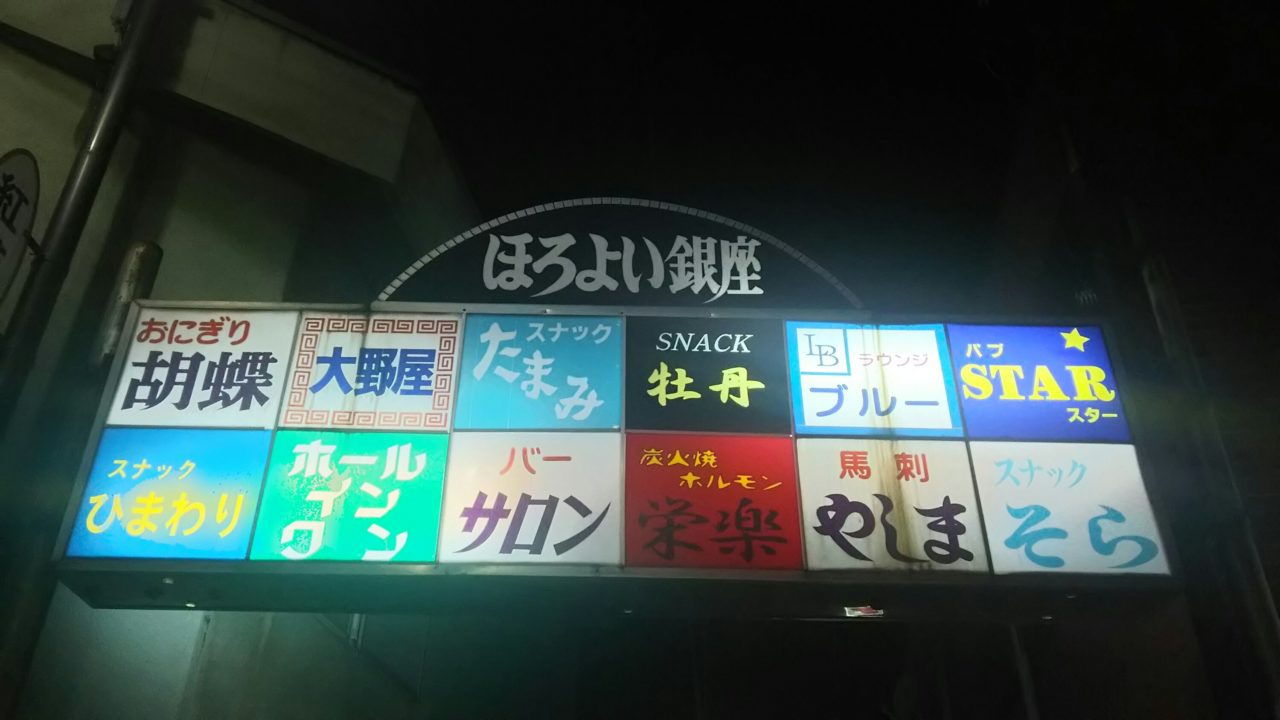 ほろよい銀座
おにぎり
胡蝶
大野屋
スナック
たまみ
SNACK
牡丹
LB
ラウンジ
ブルー
パブ
STAR
スター
スナック
ひまわり
ホール
イン
ワン
バー
サロン
炭火焼
ホルモン
栄楽
馬刺
やしま
スナック
そら